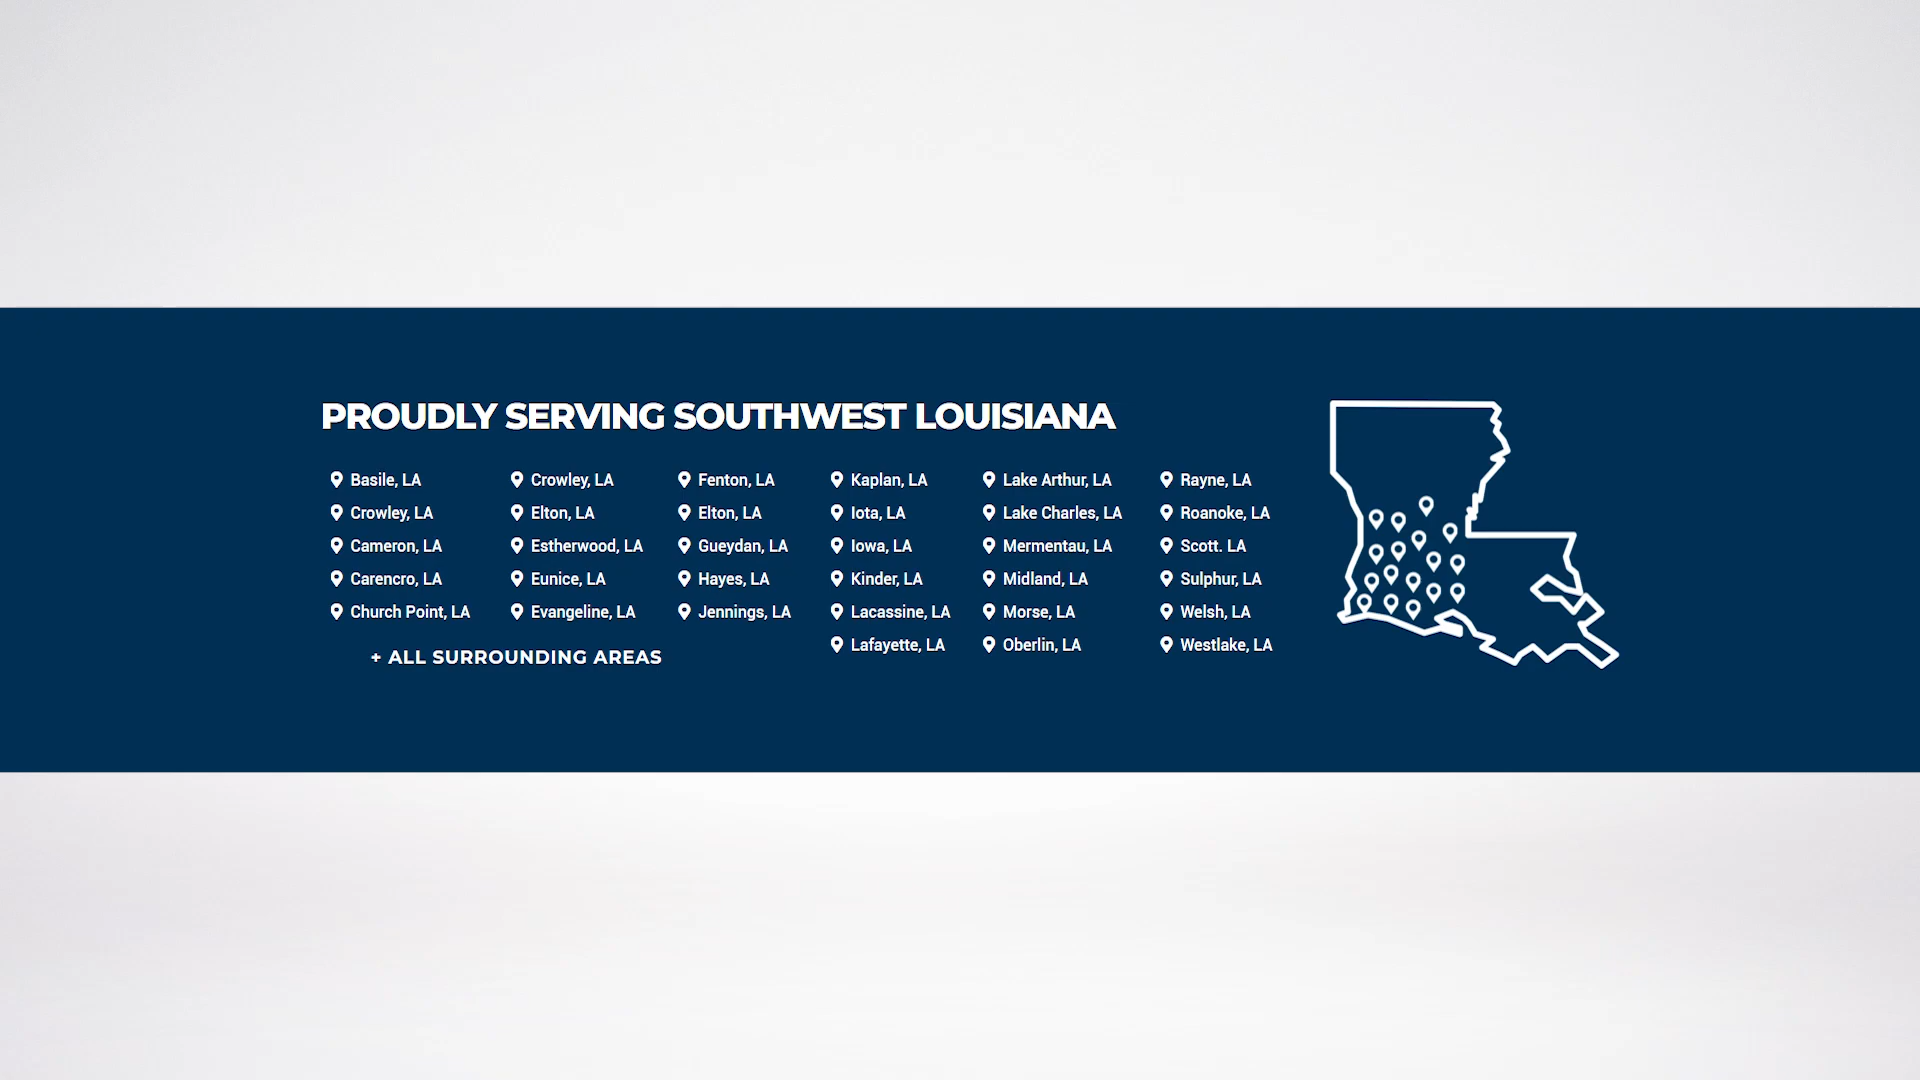 PROUDLY SERVING SOUTHWEST LOUISIANA
Basile, LA
Crowley, LA
Cameron, LA
Carencro, LA
Church Point, LA
Crowley, LA
Elton, LA
Estherwood, LA
Eunice, LA
Evangeline, LA
Fenton, LA
Elton, LA
Gueydan, LA
Hayes, LA
Jennings, LA
Kaplan, LA
Iota, LA
Iowa, LA
Kinder, LA
Lacassine, LA
Lafayette, LA
Lake Arthur, LA
Lake Charles, LA
Mermentau, LA
Midland, LA
Morse, LA
Oberlin, LA
Rayne, LA
Roanoke, LA
Scott. LA
Sulphur, LA
Welsh, LA
Westlake, LA
+ ALL SURROUNDING AREAS